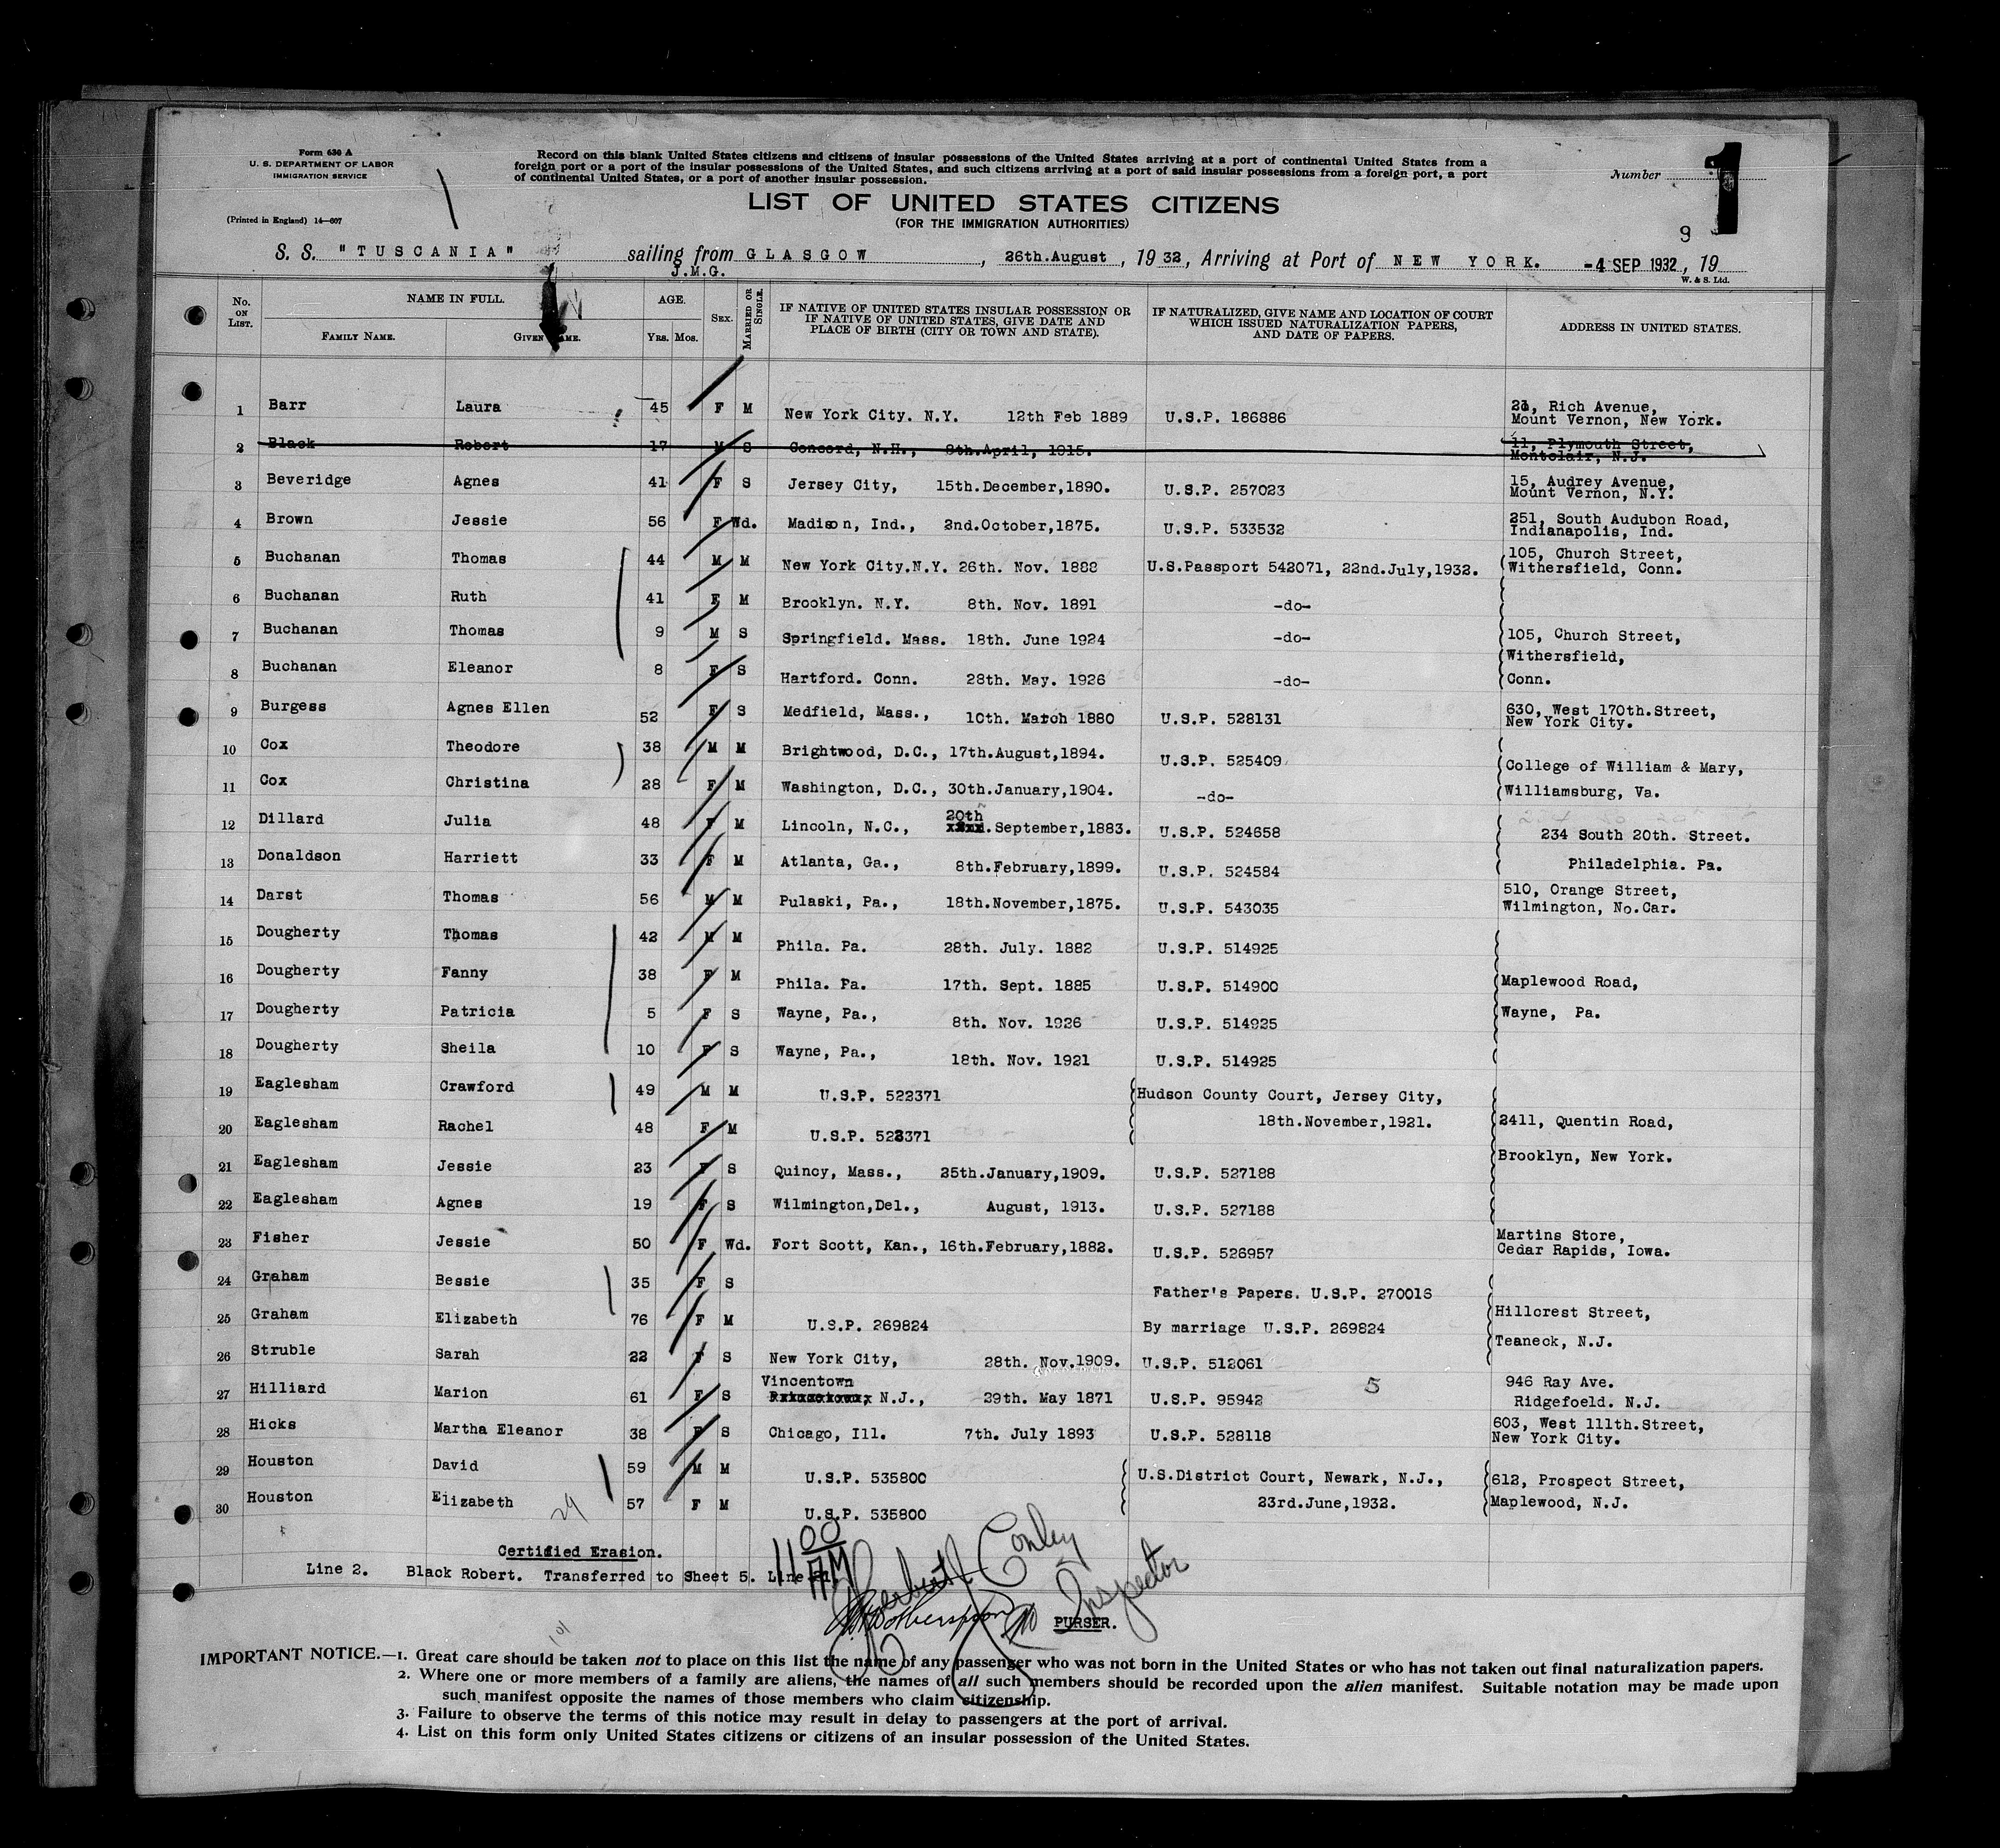 Form 630 A
U. S. DEPARTMENT OF LABOR
IMMIGRATION SERVICE
(Printed in England) 14—607
Record on this blank United States citizens and citizens of insular possessions of the United States arriving at a port of continental United States from a
foreign port or a port of the insular possessions of the United States, and such citizens arriving at a port of said insular possessions from a foreign port, a port
of continental United States, or a port of another insular possession.
Number 1
LIST OF UNITED STATES CITIZENS
(FOR THE IMMIGRATION AUTHORITIES)
9
S. S. "TUSCANIA" sailing from GLASGOW, 26th.August, 1932, Arriving at Port of NEW YORK. -4 SEP 1932, 19
J.M.G.
W. & S. Ltd.
No. ON LIST. NAME IN FULL. FAMILY NAME. GIVEN NAME. AGE. YRS. MOS. SEX. MARRIED OR SINGLE. IF NATIVE OF UNITED STATES INSULAR POSSESSION OR IF NATIVE OF UNITED STATES, GIVE DATE AND PLACE OF BIRTH (CITY OR TOWN AND STATE). IF NATURALIZED, GIVE NAME AND LOCATION OF COURT WHICH ISSUED NATURALIZATION PAPERS, AND DATE OF PAPERS. ADDRESS IN UNITED STATES.
1 Barr Laura 45 F M New York City. N.Y. 12th Feb 1889 U.S.P. 186886 Rich Avenue, Mount Vernon, New York.
2 Black Robert 17 M S Concord, N.H., 8th.April, 1915. 11, Plymouth Street, Montclair, N.J.
3 Beveridge Agnes 41 F S Jersey City, 15th.December,1890. U.S.P. 257023 15, Audrey Avenue, Mount Vernon, N.Y.
4 Brown Jessie 56 F Wd. Madison, Ind., 2nd.October,1875. U.S.P. 533532 251, South Audubon Road, Indianapolis, Ind.
5 Buchanan Thomas 44 M M New York City.N.Y. 26th. Nov. 1888 U.S.Passport 542071, 22nd.July,1932. 105, Church Street, Withersfield, Conn.
6 Buchanan Ruth 41 F M Brooklyn. N.Y. 8th. Nov. 1891 -do-
7 Buchanan Thomas 9 M S Springfield. Mass. 18th. June 1924 -do- 105, Church Street,
Withersfield,
8 Buchanan Eleanor 8 F S Hartford. Conn. 28th. May. 1926 -do- Conn.
9 Burgess Agnes Ellen 52 F S Medfield, Mass., 10th. March 1880 U.S.P. 528131 630, West 170th.Street, New York City.
10 Cox Theodore 38 M M Brightwood, D.C., 17th.August,1894. U.S.P. 525409 College of William & Mary,
11 Cox Christina 28 F M Washington, D.C., 30th.January,1904. -do- Williamsburg, Va.
12 Dillard Julia 48 F M Lincoln, N.C., 20th .September,1883. U.S.P. 524658 234 South 20th. Street.
13 Donaldson Harriett 33 F M Atlanta, Ga., 8th.February,1899. U.S.P. 524584 Philadelphia. Pa.
14 Darst Thomas 56 M M Pulaski, Pa., 18th.November,1875. U.S.P. 543035 510, Orange Street, Wilmington, No.Car.
15 Dougherty Thomas 42 M M Phila. Pa. 28th. July. 1882 U.S.P. 514925
16 Dougherty Fanny 38 F M Phila. Pa. 17th. Sept. 1885 U.S.P. 514900 Maplewood Road,
17 Dougherty Patricia 5 F S Wayne, Pa., 8th. Nov. 1926 U.S.P. 514925 Wayne, Pa.
18 Dougherty Sheila 10 F S Wayne, Pa., 18th. Nov. 1921 U.S.P. 514925
19 Eaglesham Crawford 49 M M U.S.P. 522371 Hudson County Court, Jersey City,
20 Eaglesham Rachel 48 F M U.S.P. 522371 18th.November,1921. 2411, Quentin Road,
21 Eaglesham Jessie 23 F S Quincy, Mass., 25th.January,1909. U.S.P. 527188 Brooklyn, New York.
22 Eaglesham Agnes 19 F S Wilmington,Del., August, 1913. U.S.P. 527188
23 Fisher Jessie 50 F Wd. Fort Scott, Kan., 16th.February,1882. U.S.P. 526957 Martins Store, Cedar Rapids, Iowa.
24 Graham Bessie 35 F S Father's Papers. U.S.P. 270016
25 Graham Elizabeth 76 F M U.S.P. 269824 By marriage U.S.P. 269824 Hillcrest Street,
Teaneck, N.J.
26 Struble Sarah 22 F S New York City, 28th. Nov.1909. U.S.P. 512061
27 Hilliard Marion 61 F S Vincentown N.J., 29th. May 1871 U.S.P. 95942 5 946 Ray Ave. Ridgefoeld. N.J.
28 Hicks Martha Eleanor 38 F S Chicago, Ill. 7th. July 1893 U.S.P. 528118 603, West 111th.Street, New York City.
29 Houston David 59 M M U.S.P. 535800 U.S.District Court, Newark, N.J., 612, Prospect Street,
30 Houston Elizabeth 57 F M U.S.P. 535800 23rd.June,1932. Maplewood, N.J.
29
Certified Erasion.
Line 2. Black Robert. Transferred to Sheet 5. Line 21.
11 00 AM
Herbert Conley
Inspector
PURSER.
IMPORTANT NOTICE.—1. Great care should be taken not to place on this list the name of any passenger who was not born in the United States or who has not taken out final naturalization papers.
2. Where one or more members of a family are aliens, the names of all such members should be recorded upon the alien manifest. Suitable notation may be made upon
such manifest opposite the names of those members who claim citizenship.
3. Failure to observe the terms of this notice may result in delay to passengers at the port of arrival.
4. List on this form only United States citizens or citizens of an insular possession of the United States.